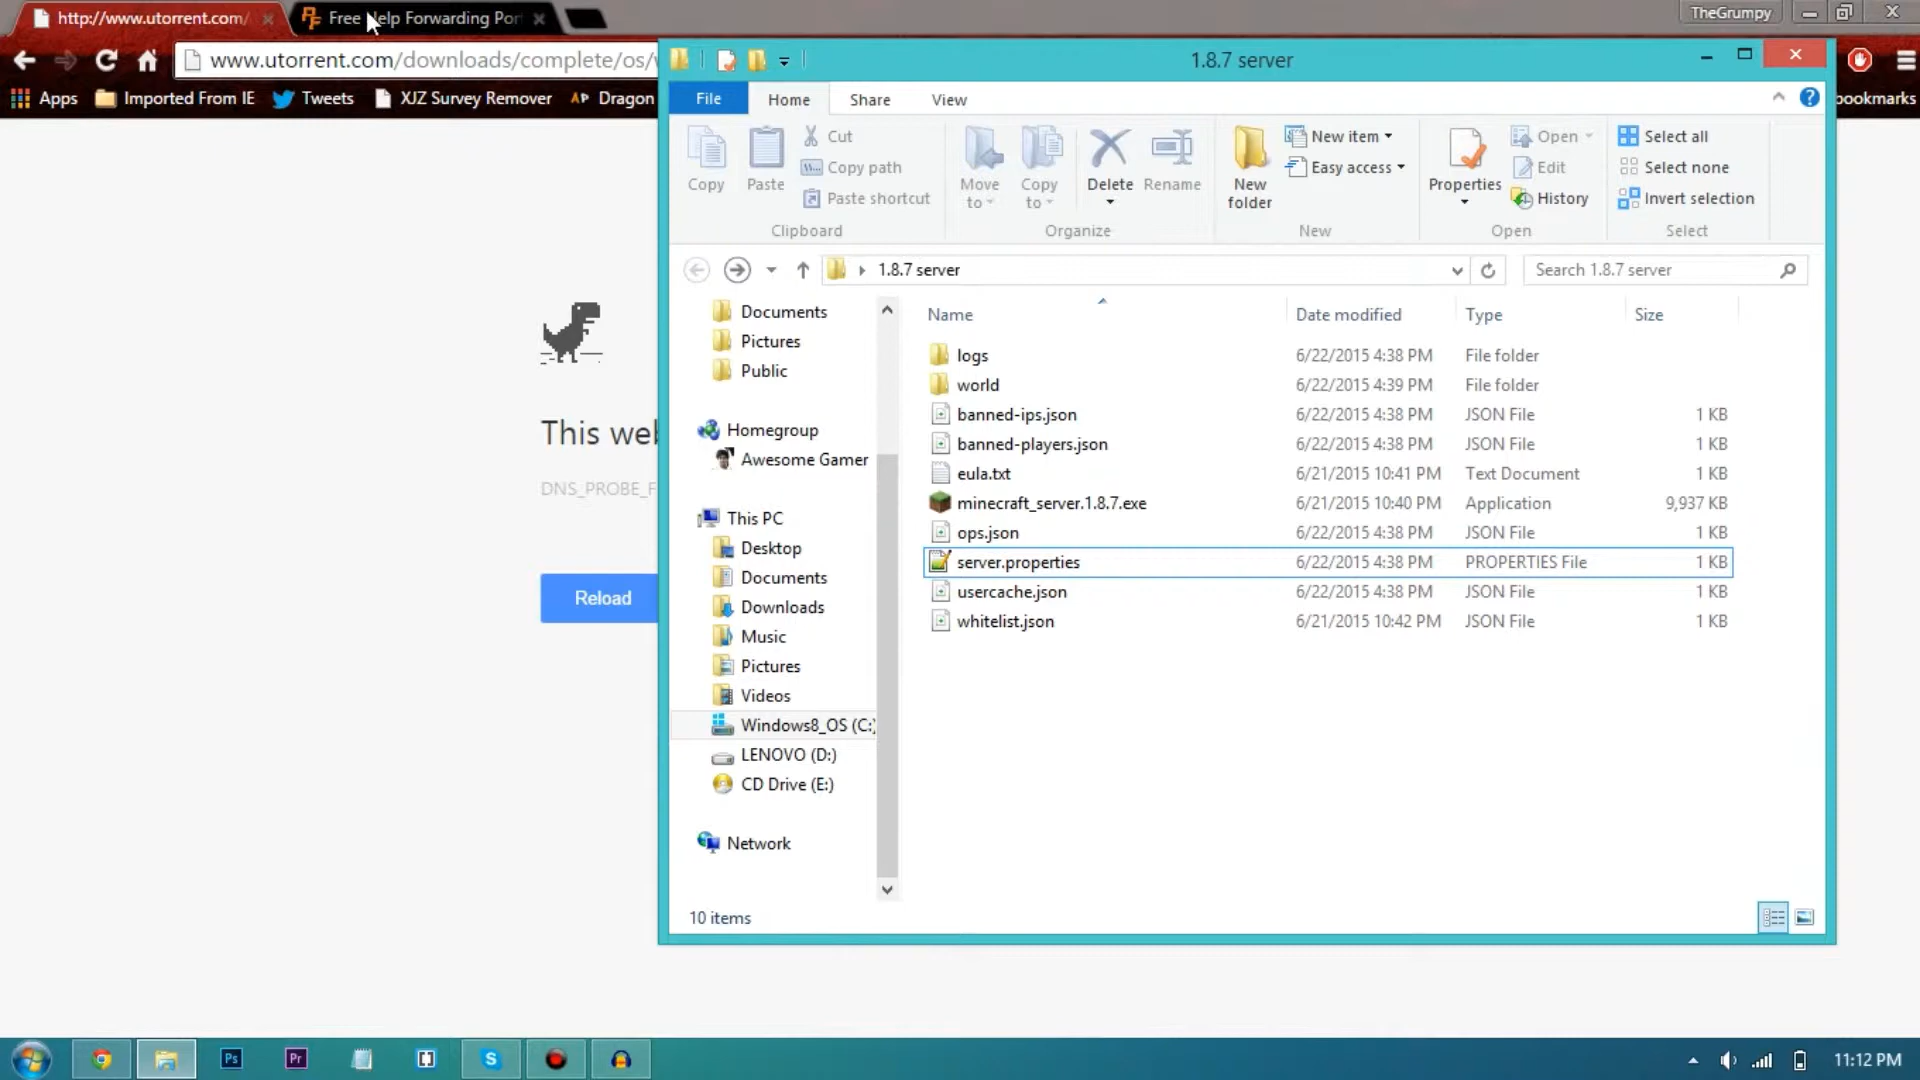 http://www.utorrent.com/
Free Help Forwarding Por
TheGrumpy
www.utorrent.com/downloads/complete/os/
1.8.7 server
Apps
Imported From IE
Tweets
XJZ Survey Remover
Dragon
bookmarks
File
Home
Share
View
Copy
Paste
Cut
Copy path
Paste shortcut
Clipboard
Move to
Copy to
Delete
Rename
Organize
New folder
New item
Easy access
New
Properties
Open
Edit
History
Open
Select all
Select none
Invert selection
Select
1.8.7 server
Search 1.8.7 server
Documents
Pictures
Public
Homegroup
Awesome Gamer
This PC
Desktop
Documents
Downloads
Music
Pictures
Videos
Windows8_OS (C:)
LENOVO (D:)
CD Drive (E:)
Network
Name Date modified Type Size
logs 6/22/2015 4:38 PM File folder
world 6/22/2015 4:39 PM File folder
banned-ips.json 6/22/2015 4:38 PM JSON File 1 KB
banned-players.json 6/22/2015 4:38 PM JSON File 1 KB
eula.txt 6/21/2015 10:41 PM Text Document 1 KB
minecraft_server.1.8.7.exe 6/21/2015 10:40 PM Application 9,937 KB
ops.json 6/22/2015 4:38 PM JSON File 1 KB
server.properties 6/22/2015 4:38 PM PROPERTIES File 1 KB
usercache.json 6/22/2015 4:38 PM JSON File 1 KB
whitelist.json 6/21/2015 10:42 PM JSON File 1 KB
10 items
This we
DNS_PROBE_F
Reload
Ps
Pr
11:12 PM